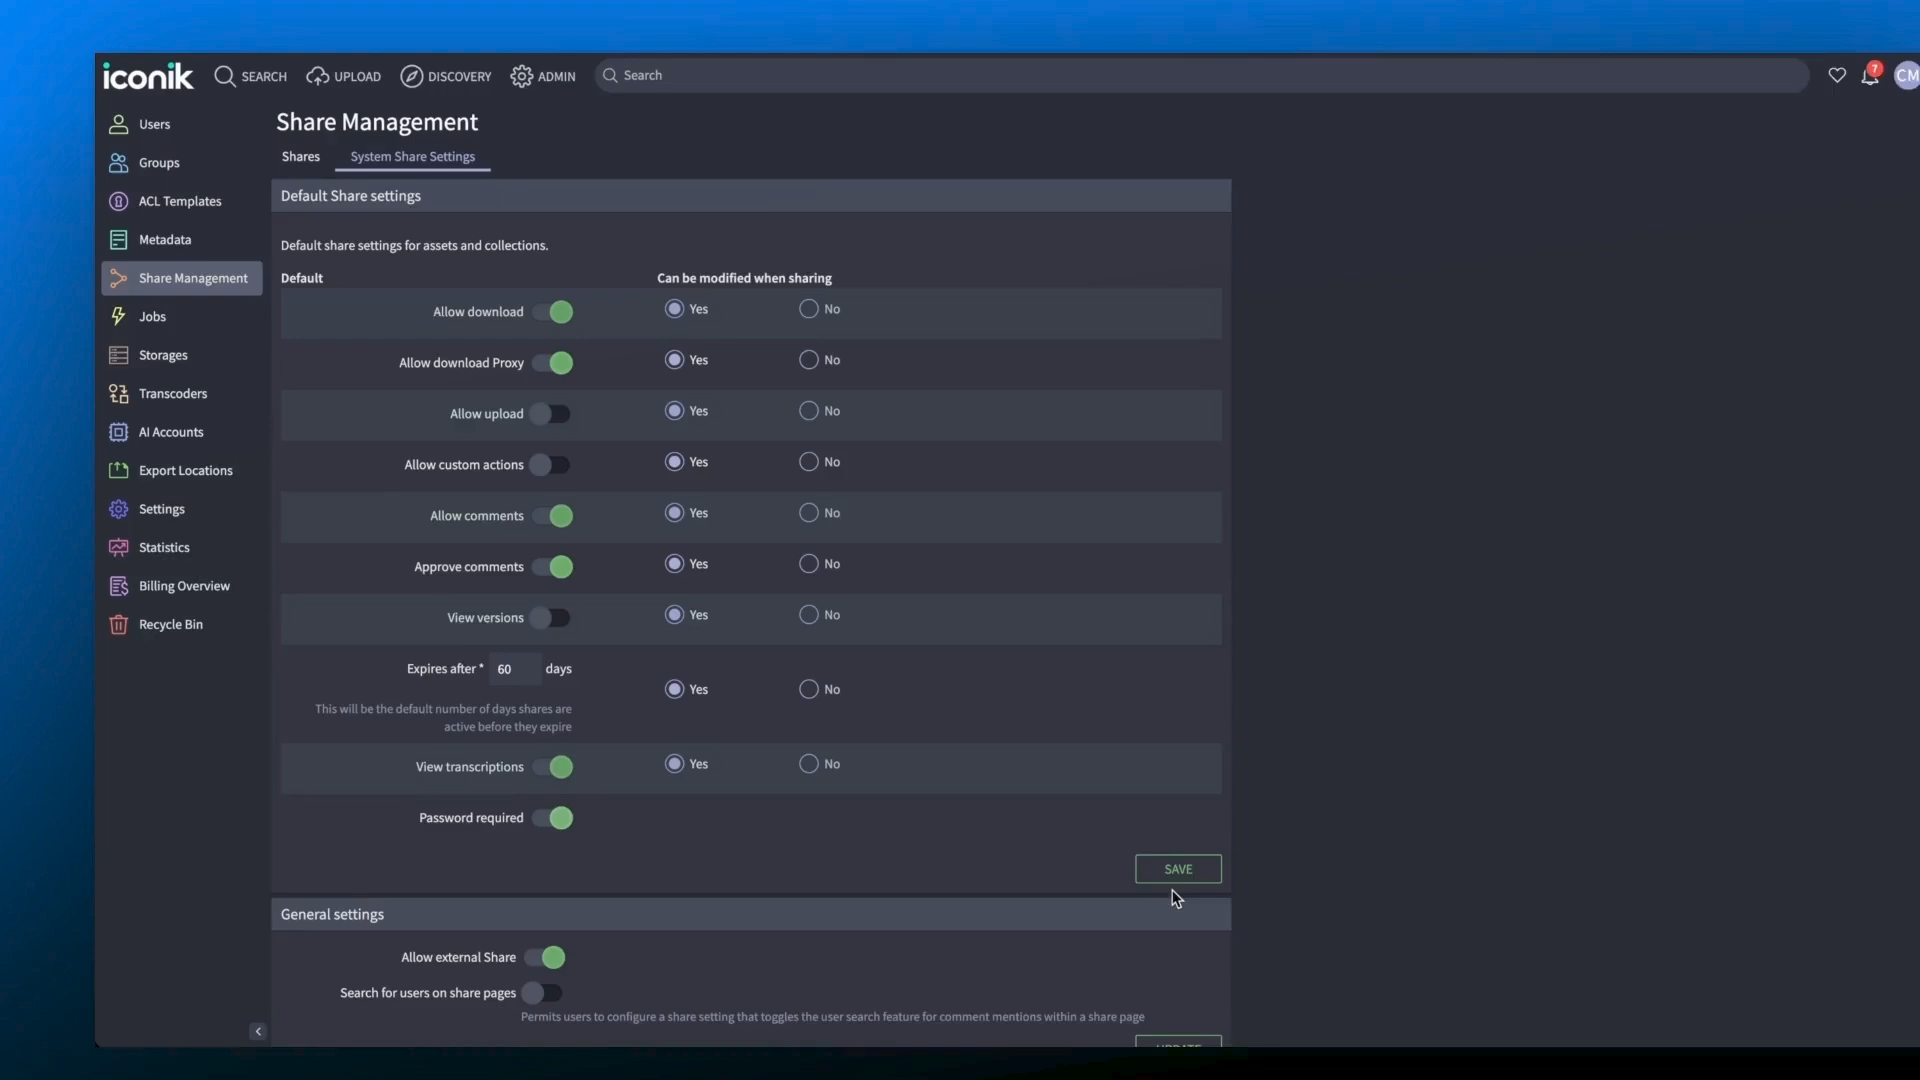 iconik
SEARCH
UPLOAD
DISCOVERY
ADMIN
Search
7
CM
Users
Groups
ACL Templates
Metadata
Share Management
Jobs
Storages
Transcoders
AI Accounts
Export Locations
Settings
Statistics
Billing Overview
Recycle Bin
Share Management
Shares
System Share Settings
Default Share settings
Default share settings for assets and collections.
Default
Can be modified when sharing
Allow download
Yes
No
Allow download Proxy
Yes
No
Allow upload
Yes
No
Allow custom actions
Yes
No
Allow comments
Yes
No
Approve comments
Yes
No
View versions
Yes
No
Expires after * 60 days
Yes
No
This will be the default number of days shares are
active before they expire
View transcriptions
Yes
No
Password required
SAVE
General settings
Allow external Share
Search for users on share pages
Permits users to configure a share setting that toggles the user search feature for comment mentions within a share page
UPDATE